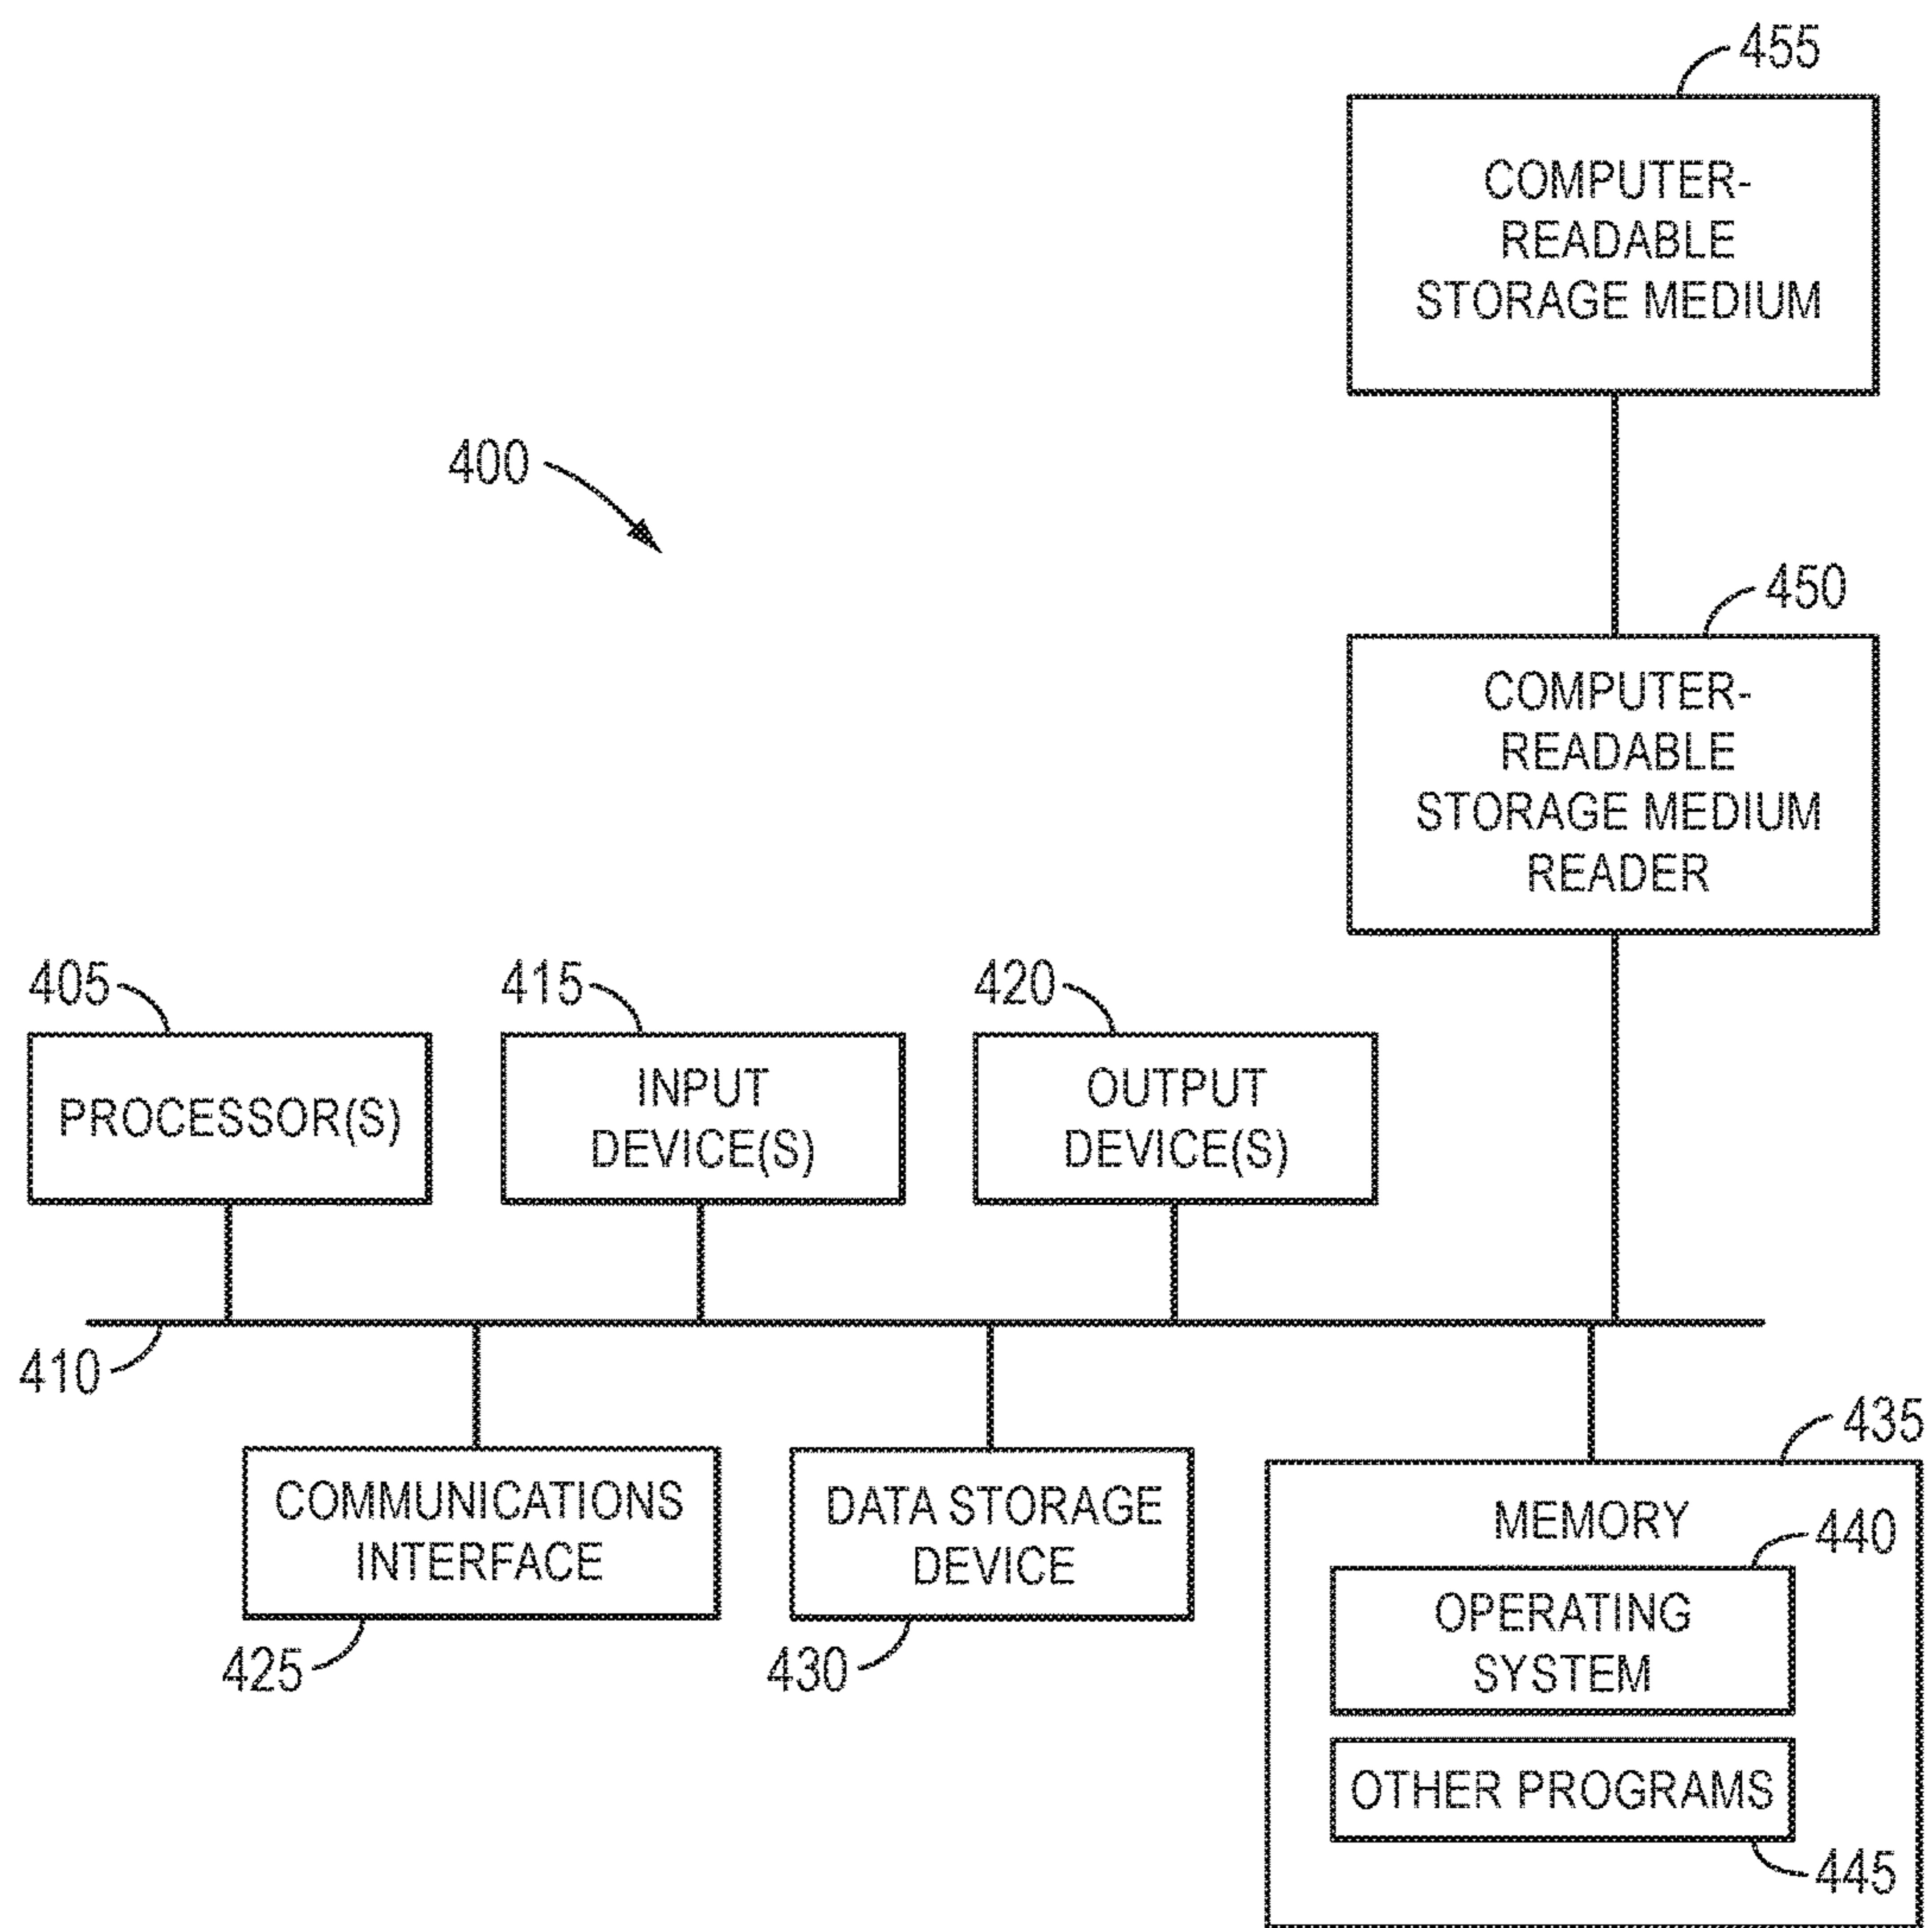 455
COMPUTER-
READABLE
STORAGE MEDIUM
400
450
COMPUTER-
READABLE
STORAGE MEDIUM
READER
405
PROCESSOR(S)
415
INPUT
DEVICE(S)
420
OUTPUT
DEVICE(S)
410
COMMUNICATIONS
INTERFACE
425
DATA STORAGE
DEVICE
430
435
MEMORY
440
OPERATING
SYSTEM
OTHER PROGRAMS
445